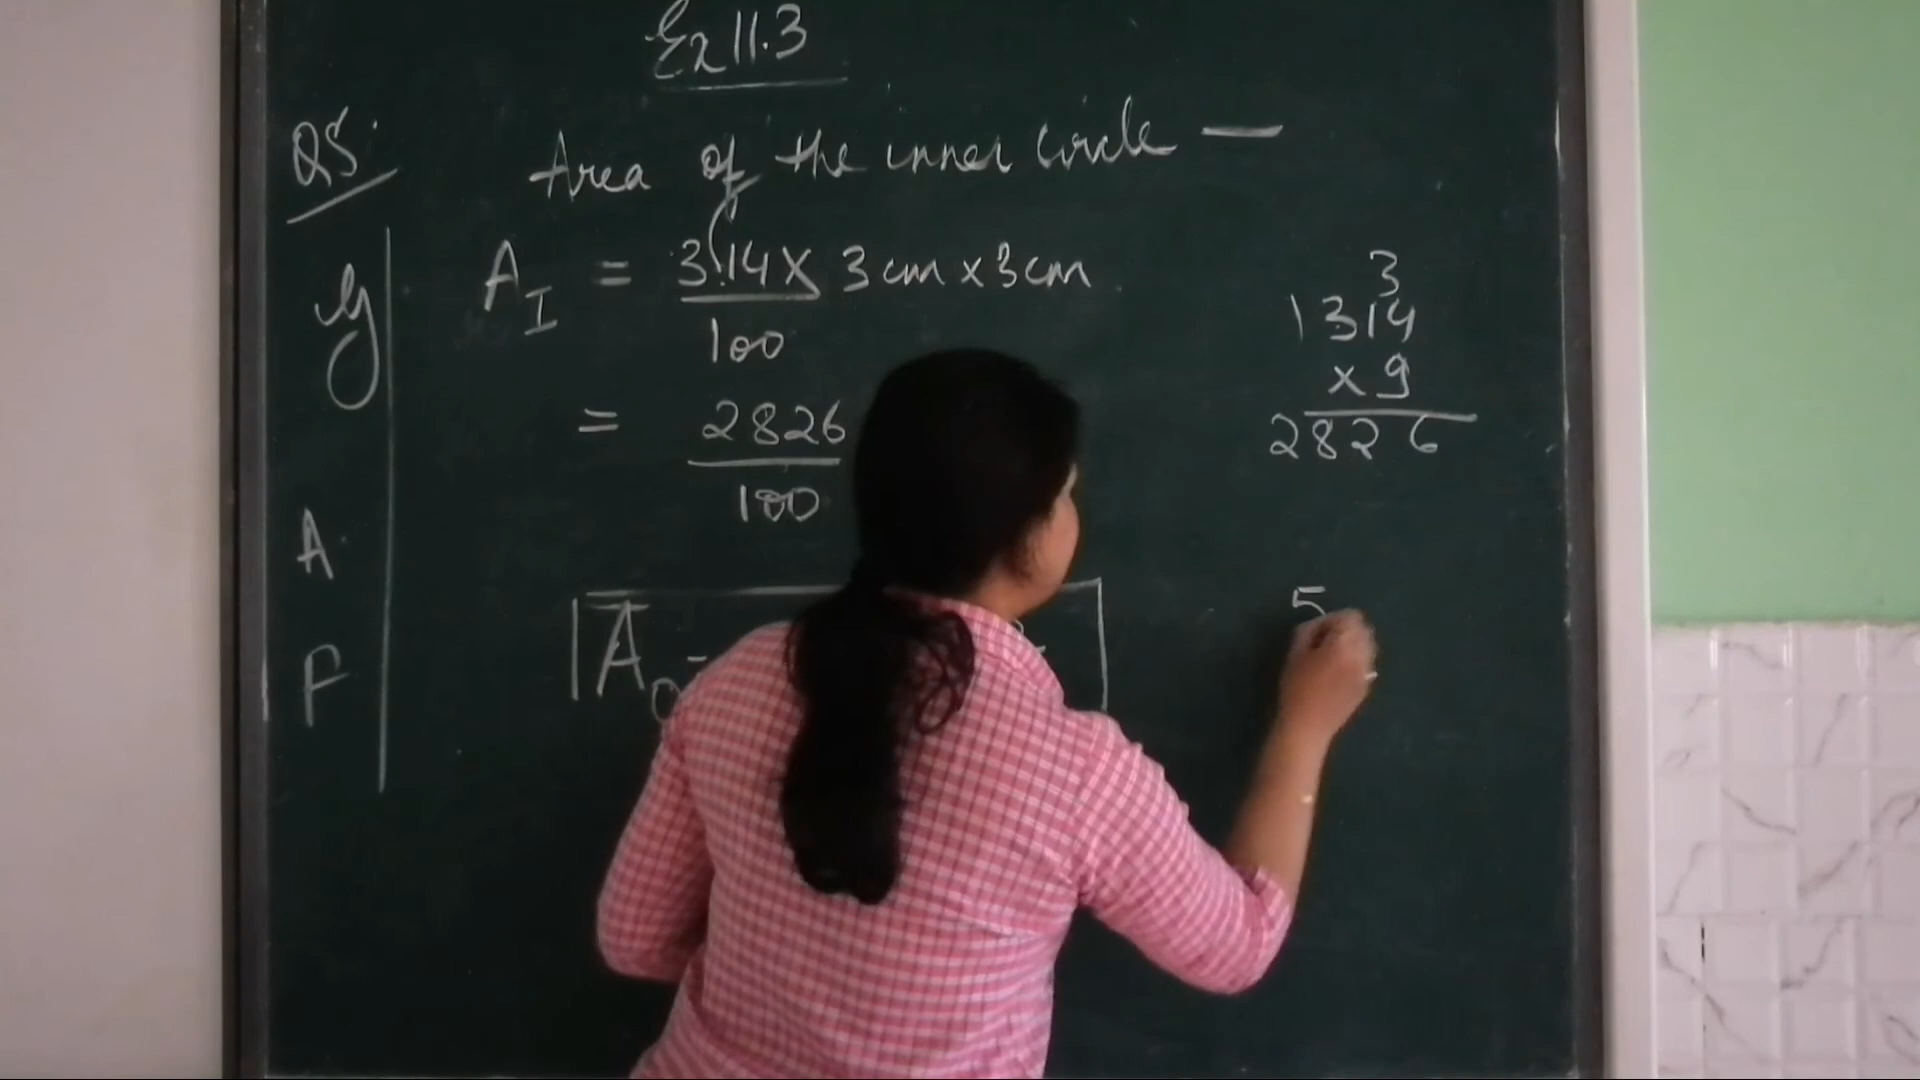 Ex 11.3
Q5.
Area of the inner circle —
A_I = 3.14 × 3 cm × 3 cm
100
= 2826
100
A
F
A_O -
3
1314
× 9
2826
5